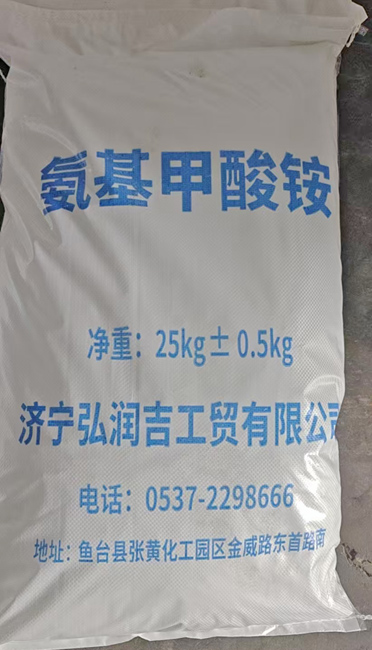 氨基甲酸铵
净重：25kg±0.5kg
济宁弘润吉工贸有限公司
电话：0537-2298666
地址：鱼台县张黄化工园区金威路东首路南